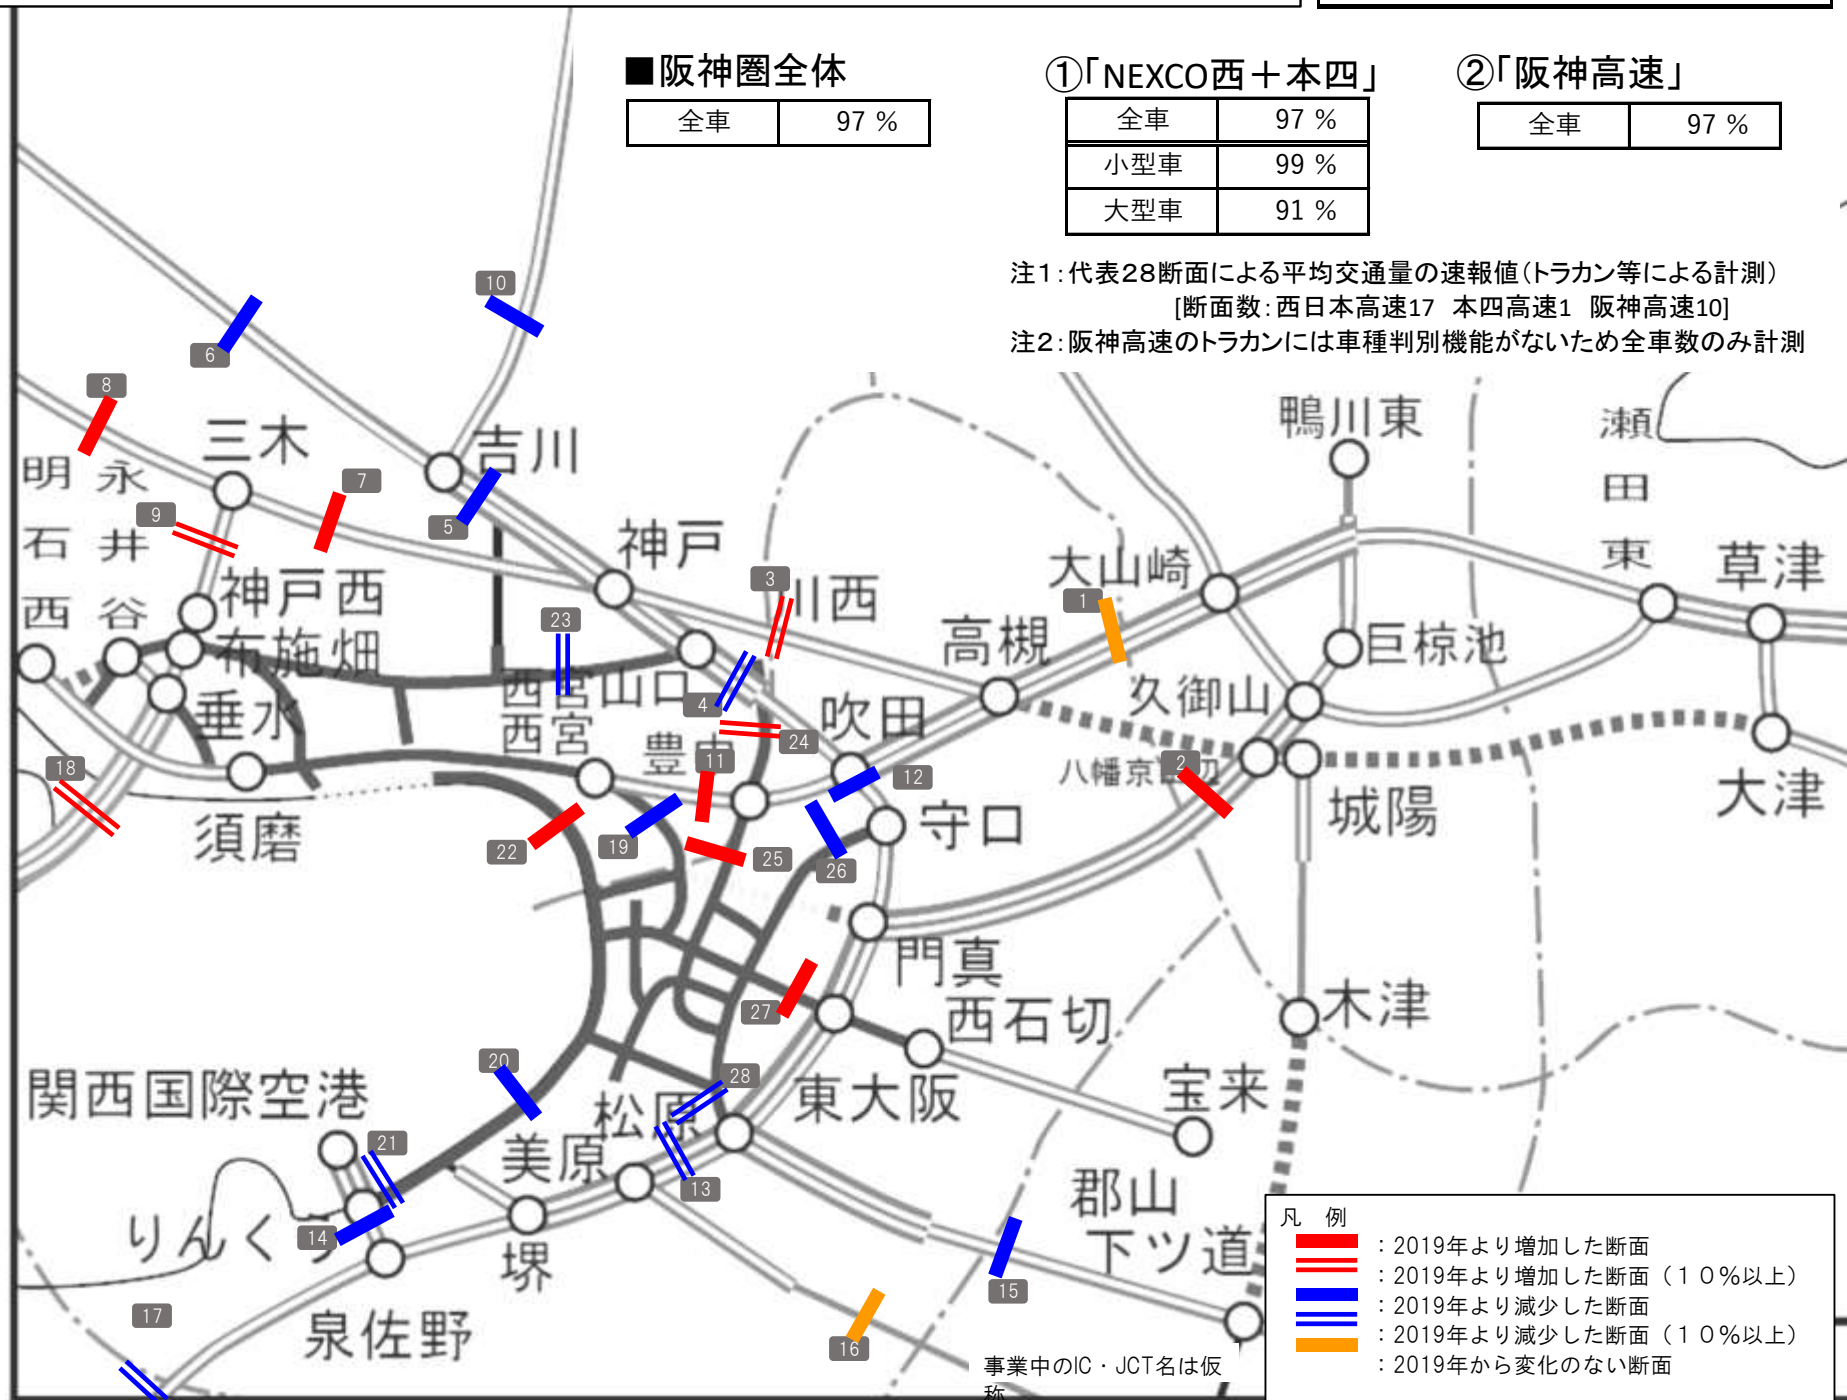 ■阪神圏全体
全車 97 %
①「NEXCO西＋本四」
全車 97 %
小型車 99 %
大型車 91 %
②「阪神高速」
全車 97 %
注1：代表28断面による平均交通量の速報値（トラカン等による計測）
[断面数：西日本高速17 本四高速1 阪神高速10]
注2：阪神高速のトラカンには車種判別機能がないため全車数のみ計測
10
6
8
三木
吉川
7
5
9
明石西
永井谷
神戸西
布施畑
垂水
須磨
18
神戸
23
3
川西
4
24
西宮山口
西宮
豊中
11
吹田
12
高槻
1
大山崎
鴨川東
瀬田東
草津
巨椋池
久御山
八幡京田辺
2
城陽
大津
22
19
25
26
守口
門真
27
西石切
東大阪
木津
宝来
20
28
松原
関西国際空港
21
美原
13
14
りんくう
堺
泉佐野
17
郡山下ツ道
15
16
事業中のIC・JCT名は仮
称
凡 例
：2019年より増加した断面
：2019年より増加した断面（１０％以上）
：2019年より減少した断面
：2019年より減少した断面（１０％以上）
：2019年から変化のない断面